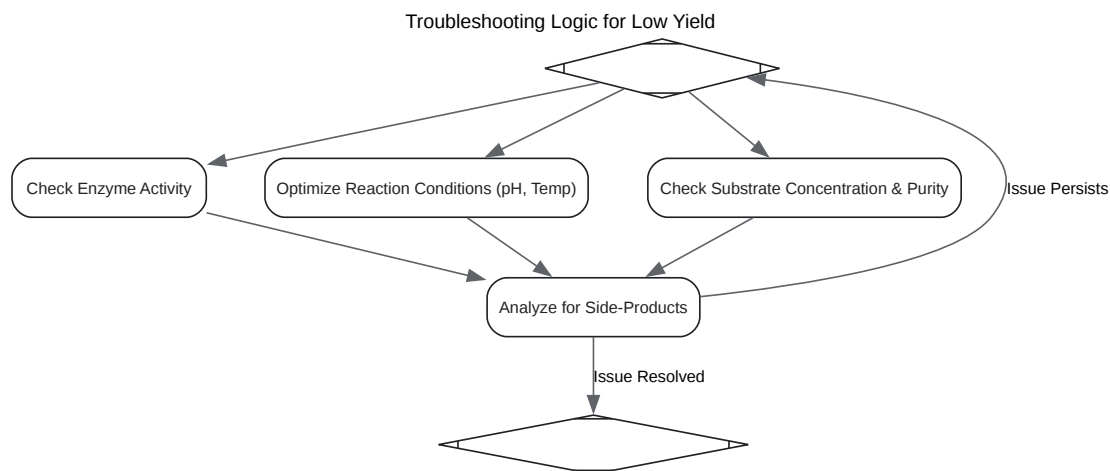 Troubleshooting Logic for Low Yield
Check Enzyme Activity
Optimize Reaction Conditions (pH, Temp)
Check Substrate Concentration & Purity
Issue Persists
Analyze for Side-Products
Issue Resolved